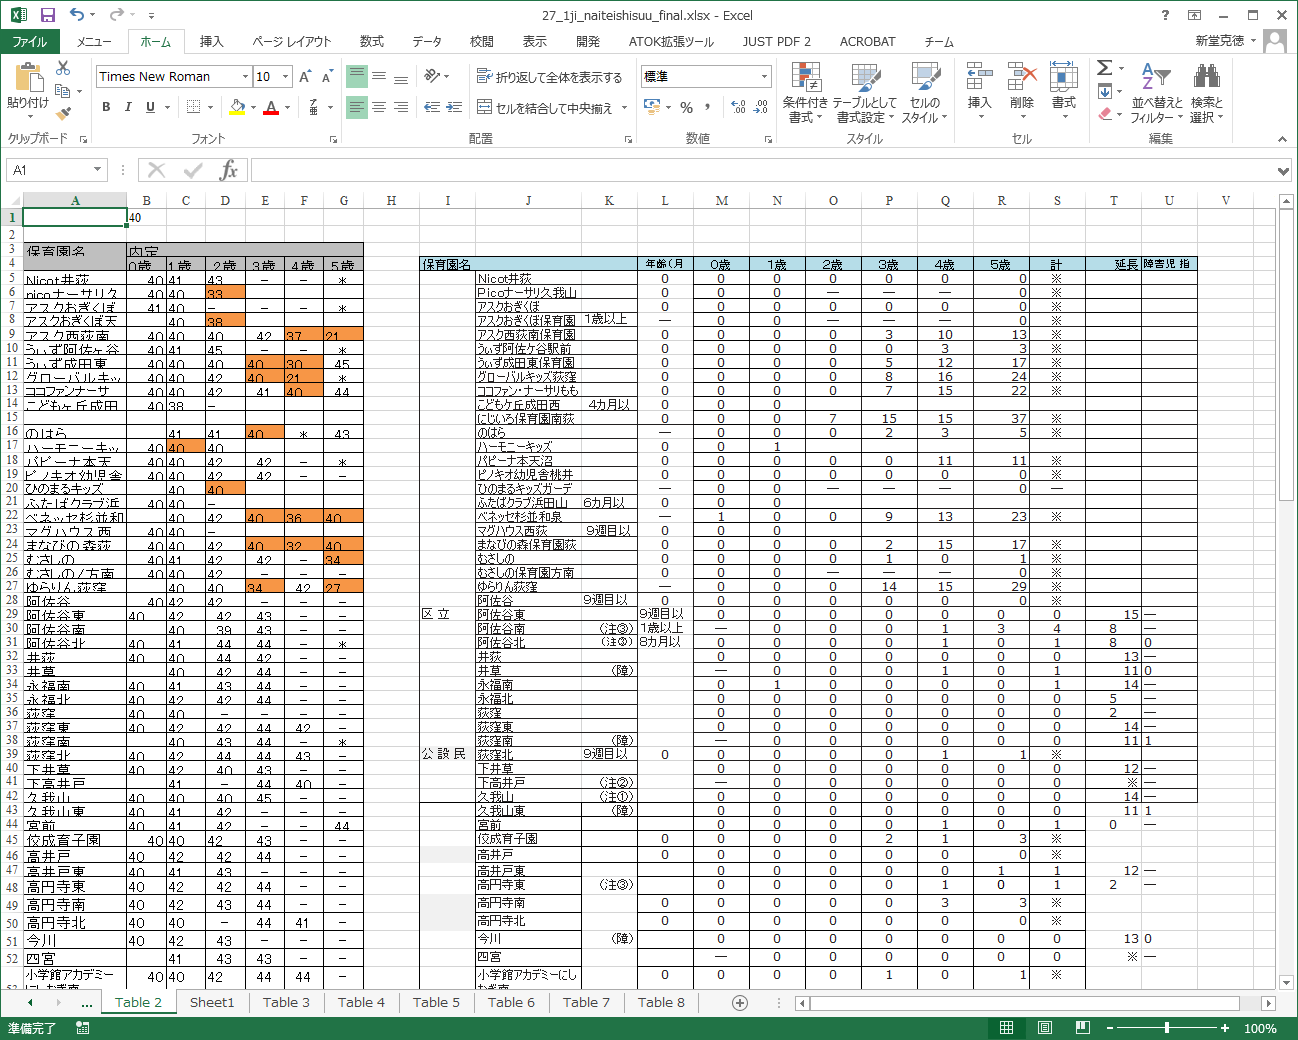 27_1ji_naiteishisuu_final.xlsx - Excel
ファイル メニュー ホーム 挿入 ページ レイアウト 数式 データ 校閲 表示 開発 ATOK拡張ツール JUST PDF 2 ACROBAT チーム 新堂克徳
貼り付け Times New Roman 10 折り返して全体を表示する 標準 条件付き書式 テーブルとして書式設定 セルのスタイル 挿入 削除 書式 並べ替えとフィルター 検索と選択
B I U セルを結合して中央揃え
クリップボード フォント 配置 数値 スタイル セル 編集
A1
A B C D E F G H I J K L M N O P Q R S T U V
1 40
2
3 保育園名 内定
4 0歳 1歳 2歳 3歳 4歳 5歳 保育園名 年齢(月 0歳 1歳 2歳 3歳 4歳 5歳 計 延長 障害児 指
5 Nicot井荻 40 41 43 － － * Nicot井荻 0 0 0 0 0 0 0 ※
6 picoナーサリク 40 40 33 Picoナーサリ久我山 0 0 0 0 — — 0 ※
7 アスクおぎくぼ 41 40 － － － * アスクおぎくぼ 0 0 0 0 0 0 0 ※
8 アスクおぎくぼ天 40 38 アスクおぎくぼ保育園 1歳以上 — 0 0 0 — — 0 ※
9 アスク西荻南 40 40 40 42 37 21 アスク西荻南保育園 0 0 0 0 3 10 13 ※
10 うぃず阿佐ヶ谷 40 41 45 － － * うぃず阿佐ケ谷駅前 0 0 0 0 0 3 3 ※
11 うぃず成田東 40 40 40 40 30 45 うぃず成田東保育園 0 0 0 0 5 12 17 ※
12 グローバルキッ 40 40 42 40 21 * グローバルキッズ荻窪 0 0 0 0 8 16 24 ※
13 ココファンナーサ 40 40 42 41 40 44 ココファン・ナーサリもも 0 0 0 0 7 15 22 ※
14 こどもケ丘成田 40 38 － こどもケ丘成田西 4カ月以 0 0 0
15 にじいろ保育園南荻 0 0 0 7 15 15 37 ※
16 のはら 41 41 40 * 43 のはら — 0 0 0 2 3 5 ※
17 ハーモニーキッ 40 40 40 ハーモニーキッズ 0 0 1
18 パピーナ本天 40 40 42 42 － * パピーナ本天沼 0 0 0 0 0 11 11 ※
19 ピノキオ幼児舎 40 40 42 42 － － ピノキオ幼児舎桃井 0 0 0 0 0 0 0 ※
20 ひのまるキッズ 40 40 ひのまるキッズガーデ — 0 0 0 — — 0 —
21 ふたばクラブ浜 40 40 － ふたばクラブ浜田山 6カ月以 0 0 0
22 ベネッセ杉並和 40 42 40 36 40 ベネッセ杉並和泉 — 1 0 0 9 13 23 ※
23 マグハウス西 40 40 － マグハウス西荻 9週目以 0 0 0
24 まなびの森荻 40 40 42 40 32 40 まなびの森保育園荻 0 0 0 0 2 15 17 ※
25 むさしの 40 41 42 42 － 34 むさしの 0 0 0 0 1 0 1 ※
26 むさしのノ方南 40 40 42 － － － むさしの保育園方南 0 0 0 0 — — 0 ※
27 ゆらりん荻窪 40 40 34 42 27 ゆらりん荻窪 — 0 0 0 14 15 29 ※
28 阿佐谷 40 42 42 － － － 阿佐谷 9週目以 0 0 0 0 0 0 0 ※
29 阿佐谷東 40 42 42 43 － － 区 立 阿佐谷東 9週目以 0 0 0 0 0 0 0 15 —
30 阿佐谷南 40 39 43 － － 阿佐谷南 (注③) 1歳以上 — 0 0 0 1 3 4 8 —
31 阿佐谷北 40 41 44 44 － * 阿佐谷北 (注③) 8カ月以 0 0 0 0 1 0 1 8 0
32 井荻 40 40 44 42 － － 井荻 0 0 0 0 0 0 0 13 —
33 井草 40 42 43 － － 井草 (障) — 0 0 0 1 0 1 11 0
34 永福南 40 41 43 44 － － 永福南 0 1 0 0 0 0 1 14 —
35 永福北 40 42 42 44 － － 永福北 0 0 0 0 0 0 0 5 —
36 荻窪 40 40 － － － － 荻窪 0 0 0 0 0 0 0 2 —
37 荻窪東 40 42 42 44 42 － 荻窪東 0 0 0 0 0 0 0 14 —
38 荻窪南 40 43 44 － * 荻窪南 (障) — 0 0 0 0 0 0 11 1
39 荻窪北 40 42 44 44 43 － 公 設 民 荻窪北 9週目以 0 0 0 0 0 1 1 ※
40 下井草 42 40 43 － － 下井草 0 0 0 0 0 0 0 12 —
41 下高井戸 41 － 44 40 － 下高井戸 (注②) — 0 0 0 0 0 0 ※ —
42 久我山 40 40 40 45 － － 久我山 (注①) 0 0 0 0 0 0 0 14 —
43 久我山東 40 41 42 － － － 久我山東 (障) 0 0 0 0 0 0 0 11 1
44 宮前 40 41 42 － － 44 宮前 0 0 0 0 1 0 1 0 —
45 佼成育子園 40 40 42 43 － － 佼成育子園 0 0 0 0 2 1 3 ※
46 高井戸 40 42 42 44 － － 高井戸 0 0 0 0 0 0 0 ※
47 高井戸東 40 41 43 － － － 高井戸東 0 0 0 0 0 1 1 12 —
48 高円寺東 40 42 42 44 － － 高円寺東 (注③) 0 0 0 0 1 0 1 2 —
49 高円寺南 40 42 43 44 － － 高円寺南 0 0 0 0 0 3 3 ※
50 高円寺北 40 40 － 44 41 － 高円寺北 0 0 0 0 0 0 0 ※
51 今川 40 42 43 － － － 今川 (障) 0 0 0 0 0 0 0 13 0
52 四宮 41 43 43 － － 四宮 — 0 0 0 0 0 0 ※ —
小学館アカデミー 40 40 42 44 44 － 小学館アカデミーにし 0 0 0 0 1 0 1 ※
... Table 2 Sheet1 Table 3 Table 4 Table 5 Table 6 Table 7 Table 8
準備完了 100%